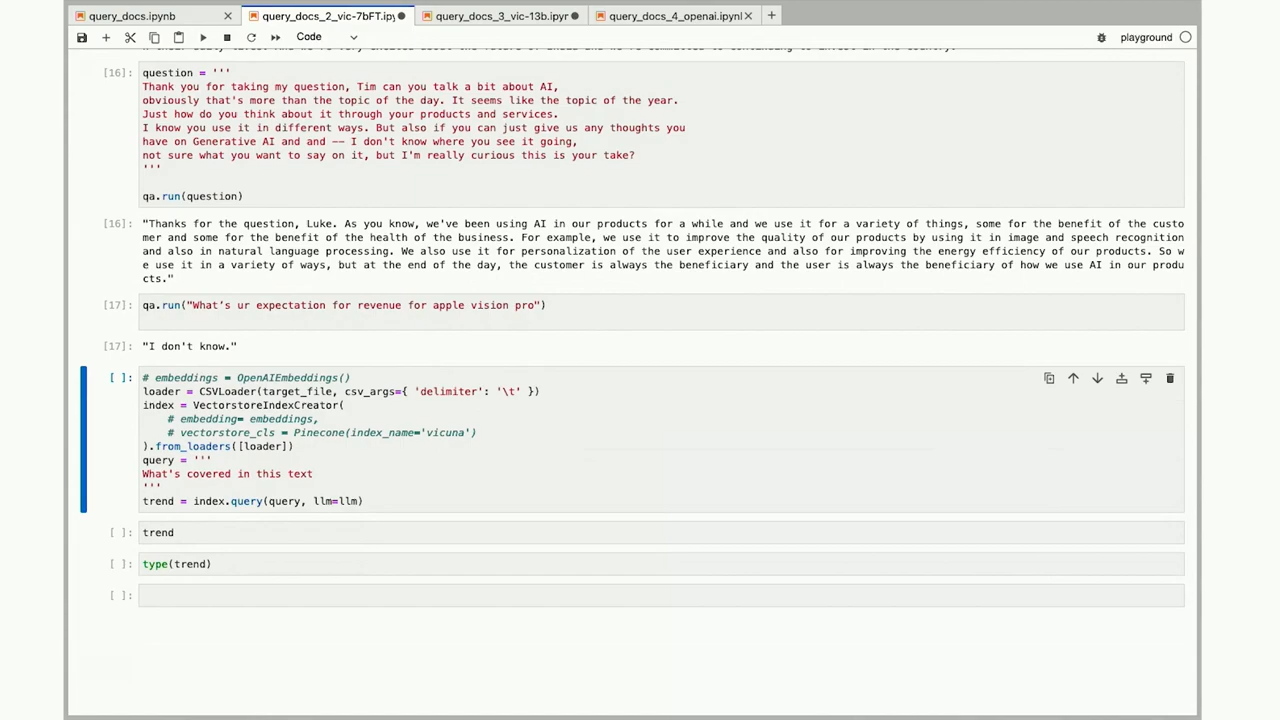 query_docs.ipynb
query_docs_2_vic-7bFT.ipy
query_docs_3_vic-13b.ipyr
query_docs_4_openai.ipynl
Code
playground
[16]: question = '''
Thank you for taking my question, Tim can you talk a bit about AI,
obviously that's more than the topic of the day. It seems like the topic of the year.
Just how do you think about it through your products and services.
I know you use it in different ways. But also if you can just give us any thoughts you
have on Generative AI and and -- I don't know where you see it going,
not sure what you want to say on it, but I'm really curious this is your take?
'''
qa.run(question)
[16]: "Thanks for the question, Luke. As you know, we've been using AI in our products for a while and we use it for a variety of things, some for the benefit of the custo
mer and some for the benefit of the health of the business. For example, we use it to improve the quality of our products by using it in image and speech recognition
and also in natural language processing. We also use it for personalization of the user experience and also for improving the energy efficiency of our products. So w
e use it in a variety of ways, but at the end of the day, the customer is always the beneficiary and the user is always the beneficiary of how we use AI in our produ
cts."
[17]: qa.run("What's ur expectation for revenue for apple vision pro")
[17]: "I don't know."
[ ]: # embeddings = OpenAIEmbeddings()
loader = CSVLoader(target_file, csv_args={ 'delimiter': '\t' })
index = VectorstoreIndexCreator(
# embedding= embeddings,
# vectorstore_cls = Pinecone(index_name='vicuna')
).from_loaders([loader])
query = '''
What's covered in this text
'''
trend = index.query(query, llm=llm)
[ ]: trend
[ ]: type(trend)
[ ]: